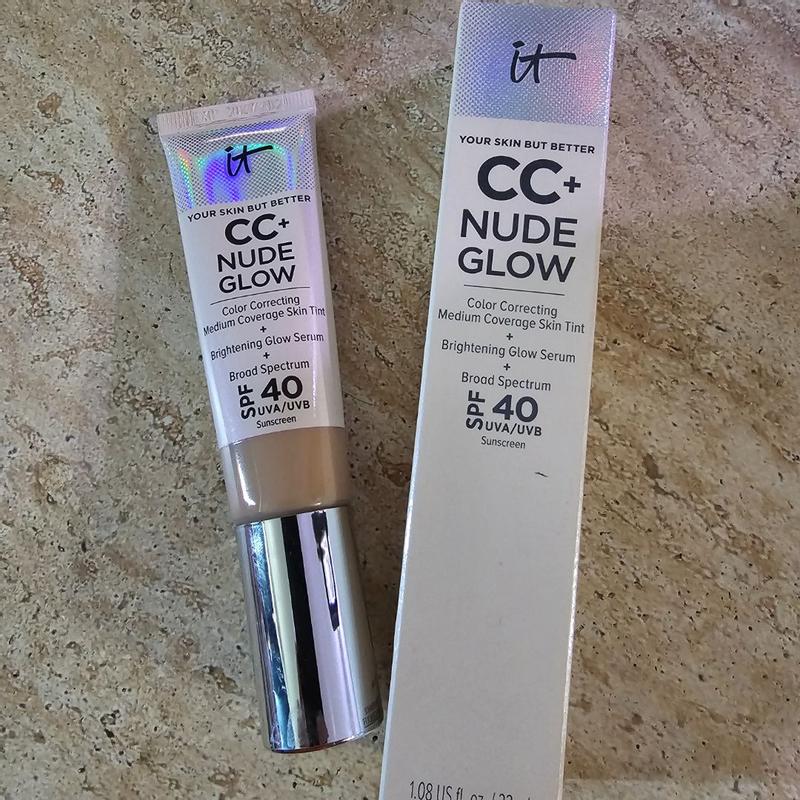 it
YOUR SKIN BUT BETTER
CC+
NUDE
GLOW
Color Correcting
Medium Coverage Skin Tint
+
Brightening Glow Serum
+
Broad Spectrum
SPF 40
UVA/UVB
Sunscreen
it
YOUR SKIN BUT BETTER
CC+
NUDE
GLOW
Color Correcting
Medium Coverage Skin Tint
+
Brightening Glow Serum
+
Broad Spectrum
SPF 40
UVA/UVB
Sunscreen
1.08 US fl. oz. /